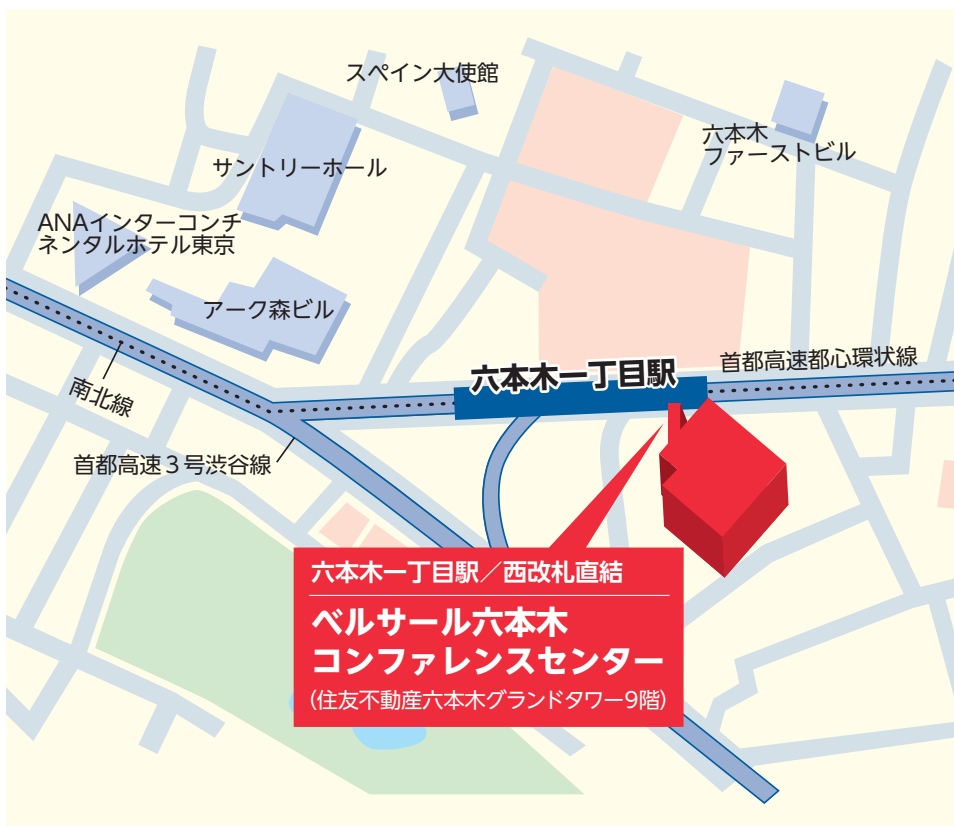 スペイン大使館
六本木
ファーストビル
サントリーホール
ANAインターコンチ
ネンタルホテル東京
アーク森ビル
首都高速都心環状線
六本木一丁目駅
南北線
首都高速3号渋谷線
六本木一丁目駅／西改札直結
ベルサール六本木
コンファレンスセンター
(住友不動産六本木グランドタワー9階)